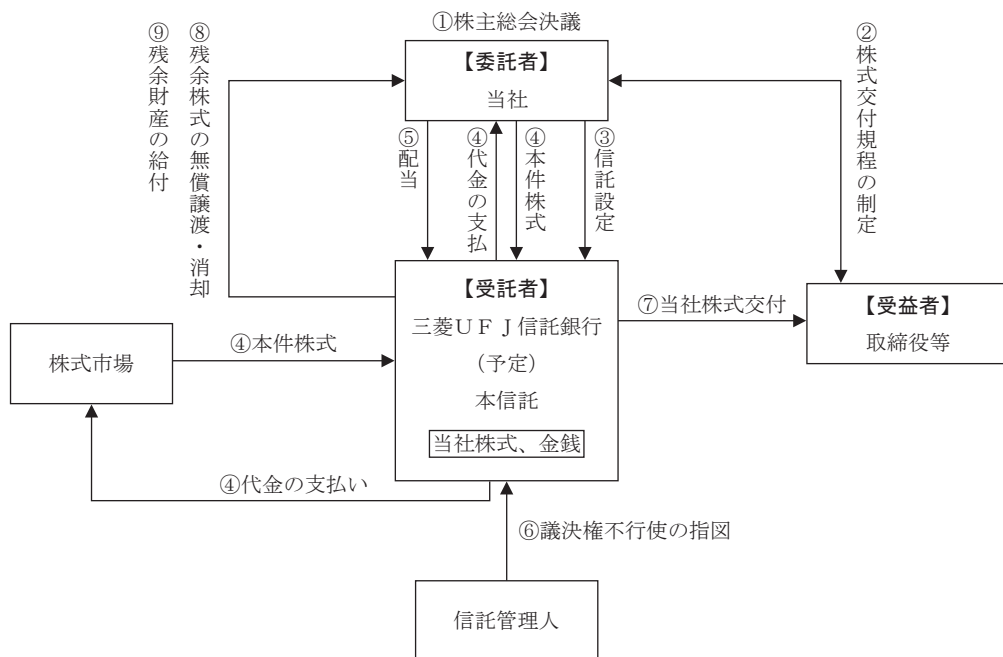 ①株主総会決議
【委託者】
当社
⑨残余財産の給付
⑧残余株式の無償譲渡・消却
⑤配当
④代金の支払
④本件株式
③信託設定
②株式交付規程の制定
【受託者】
三菱ＵＦＪ信託銀行
（予定）
本信託
当社株式、金銭
⑦当社株式交付
【受益者】
取締役等
株式市場
④本件株式
④代金の支払い
⑥議決権不行使の指図
信託管理人